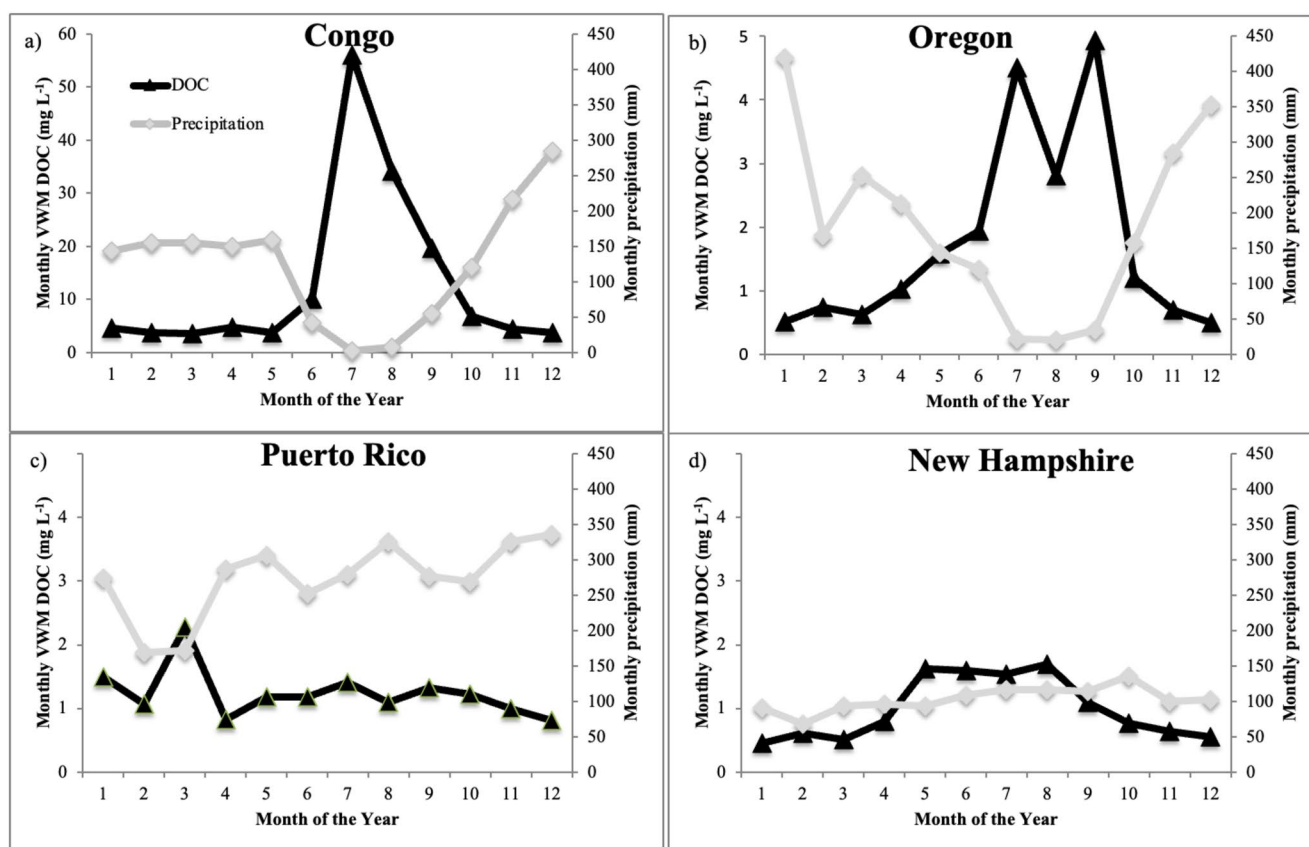 a)
Congo
DOC
Precipitation
Monthly VWM DOC (mg L⁻¹)
60
50
40
30
20
10
0
Monthly precipitation (mm)
450
400
350
300
250
200
150
100
50
0
1 2 3 4 5 6 7 8 9 10 11 12
Month of the Year
b)
Oregon
Monthly VWM DOC (mg L⁻¹)
5
4
3
2
1
0
Monthly precipitation (mm)
450
400
350
300
250
200
150
100
50
0
1 2 3 4 5 6 7 8 9 10 11 12
Month of the Year
c)
Puerto Rico
Monthly VWM DOC (mg L⁻¹)
4
3
2
1
0
Monthly precipitation (mm)
450
400
350
300
250
200
150
100
50
0
1 2 3 4 5 6 7 8 9 10 11 12
Month of the Year
d)
New Hampshire
Monthly VWM DOC (mg L⁻¹)
4
3
2
1
0
Monthly precipitation (mm)
450
400
350
300
250
200
150
100
50
0
1 2 3 4 5 6 7 8 9 10 11 12
Month of the Year